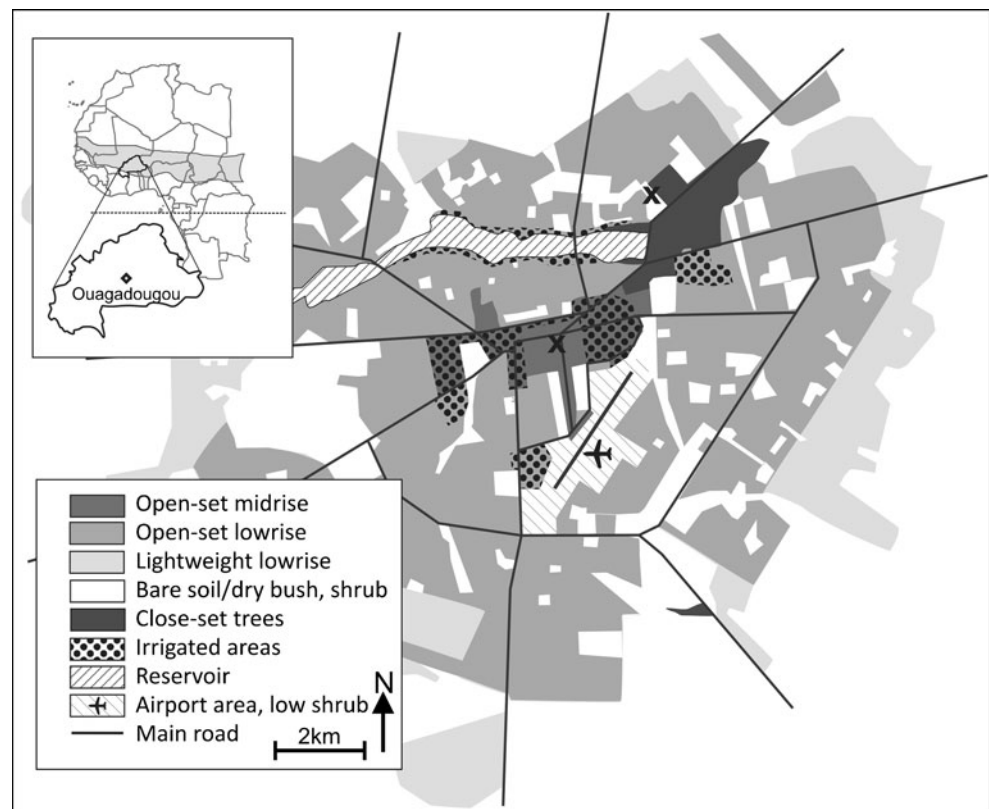 Ouagadougou
X
X
Open-set midrise
Open-set lowrise
Lightweight lowrise
Bare soil/dry bush, shrub
Close-set trees
Irrigated areas
Reservoir
Airport area, low shrub
Main road
N
2km